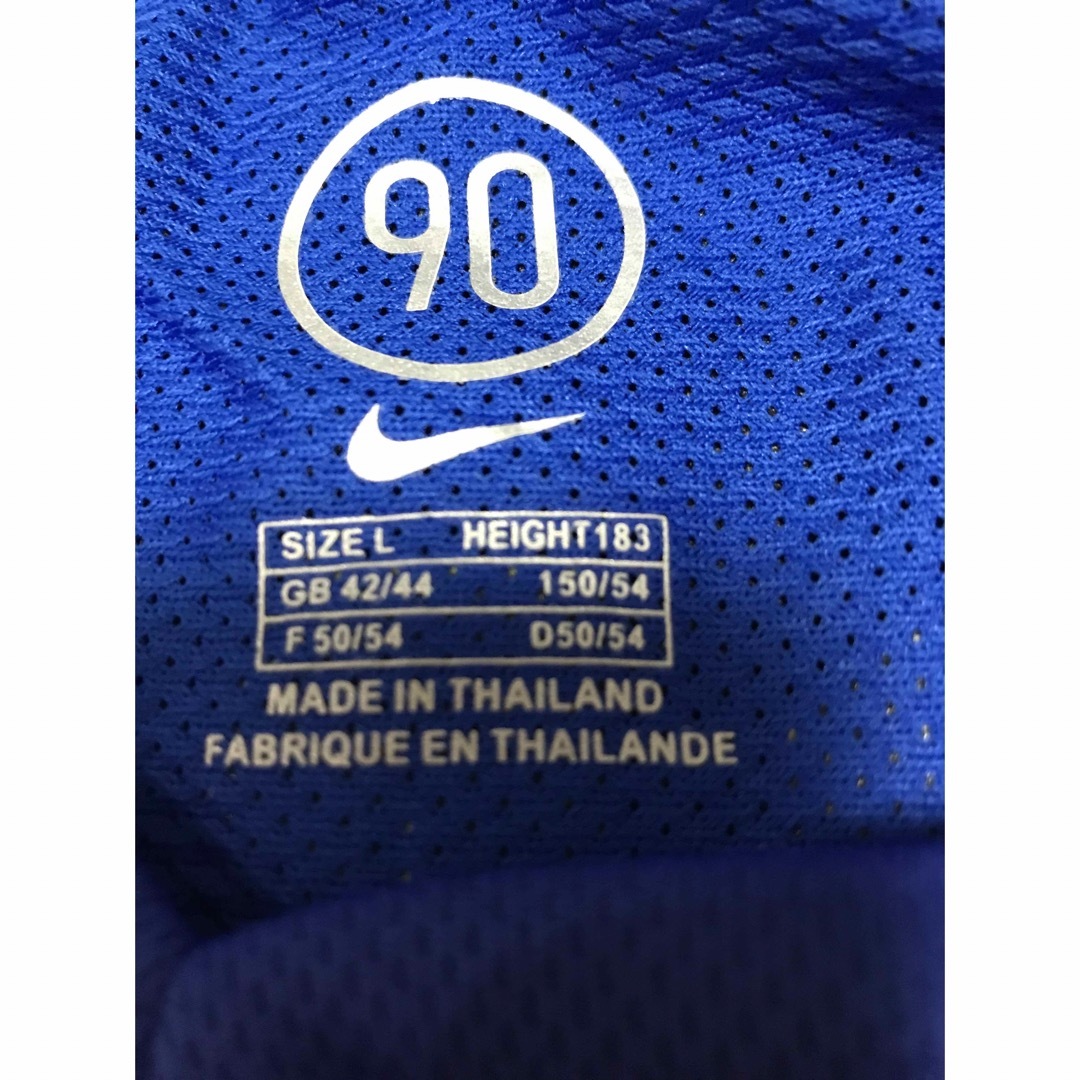 90
SIZE L HEIGHT183
GB 42/44 150/54
F 50/54 D50/54
MADE IN THAILAND
FABRIQUE EN THAILANDE